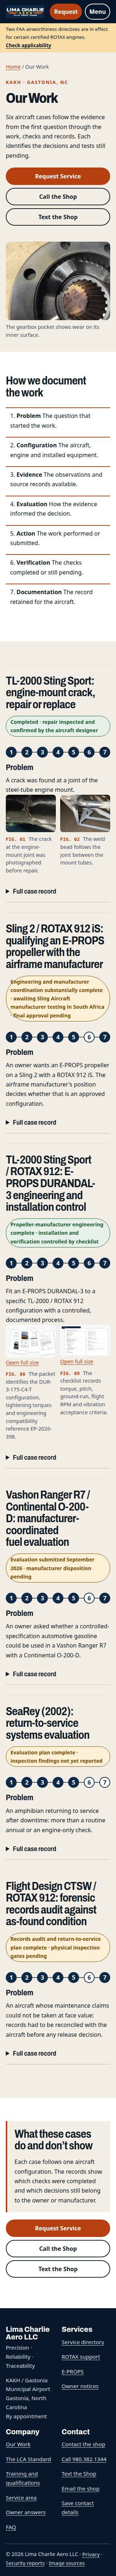 LIMA CHARLIE
Request
Menu
Two FAA airworthiness directives are in effect
for certain certified ROTAX engines.
Check applicability
Home / Our Work
KAKH · GASTONIA, NC
Our Work
Six aircraft cases follow the evidence
from the first question through the
work, checks and records. Each
identifies the decisions and tests still
pending.
Request Service
Call the Shop
Text the Shop
The gearbox pocket shows wear on its
inner surface.
How we document
the work
1. Problem The question that
started the work.
2. Configuration The aircraft,
engine and installed equipment.
3. Evidence The observations and
source records available.
4. Evaluation How the evidence
informed the decision.
5. Action The work performed or
submitted.
6. Verification The checks
completed or still pending.
7. Documentation The record
retained for the aircraft.
TL-2000 Sting Sport:
engine-mount crack,
repair or replace
Completed · repair inspected and
confirmed by the aircraft designer
1 2 3 4 5 6 7
Problem
A crack was found at a joint of the
steel-tube engine mount.
FIG. 01 The crack
at the engine-
mount joint was
photographed
before repair.
FIG. 02 The weld
bead follows the
joint between the
mount tubes.
Full case record
Sling 2 / ROTAX 912 iS:
qualifying an E-PROPS
propeller with the
airframe manufacturer
Engineering and manufacturer
coordination substantially complete
· awaiting Sling Aircraft
manufacturer testing in South Africa
· final approval pending
1 2 3 4 5 6 7
Problem
An owner wants an E-PROPS propeller
on a Sling 2 with a ROTAX 912 iS. The
airframe manufacturer's position
decides whether that is an approved
configuration.
Full case record
TL-2000 Sting Sport
/ ROTAX 912: E-
PROPS DURANDAL-
3 engineering and
installation control
Propeller-manufacturer engineering
complete · installation and
verification controlled by checklist
1 2 3 4 5 6 7
Problem
Fit an E-PROPS DURANDAL-3 to a
specific TL-2000 / ROTAX 912
configuration with a controlled,
documented process.
Open full size
FIG. 08 The packet
identifies the DUR-
3-175-C4-T
configuration,
tightening torques
and engineering
compatibility
reference EP-2026-
398.
Open full size
FIG. 09 The
checklist records
torque, pitch,
ground-run, flight
RPM and vibration
acceptance criteria.
Full case record
Vashon Ranger R7 /
Continental O-200-
D: manufacturer-
coordinated
fuel evaluation
Evaluation submitted September
2026 · manufacturer disposition
pending
1 2 3 4 5 6 7
Problem
An owner asked whether a controlled-
specification automotive gasoline
could be used in a Vashon Ranger R7
with a Continental O-200-D.
Full case record
SeaRey (2002):
return-to-service
systems evaluation
Evaluation plan complete ·
inspection findings not yet reported
1 2 3 4 5 6 7
Problem
An amphibian returning to service
after downtime: more than a routine
annual or an engine-only check.
Full case record
Flight Design CTSW /
ROTAX 912: forensic
records audit against
as-found condition
Records audit and return-to-service
plan complete · physical inspection
gates pending
1 2 3 4 5 6 7
Problem
An aircraft whose maintenance claims
could not be taken at face value:
records had to be reconciled with the
aircraft before any release decision.
Full case record
What these cases
do and don't show
Each case follows one aircraft
configuration. The records show
which checks were completed
and which decisions still belong
to the owner or manufacturer.
Request Service
Call the Shop
Text the Shop
Lima Charlie
Aero LLC
Precision ·
Reliability ·
Traceability
KAKH / Gastonia
Municipal Airport
Gastonia, North
Carolina
By appointment
Services
Service directory
ROTAX support
E-PROPS
Owner notices
Company
Our Work
The LCA Standard
Training and
qualifications
Service area
Owner answers
FAQ
Contact
Contact the shop
Call 980.382.1344
Text the Shop
Email the shop
Save contact
details
© 2026 Lima Charlie Aero LLC · Privacy ·
Security reports · Image sources